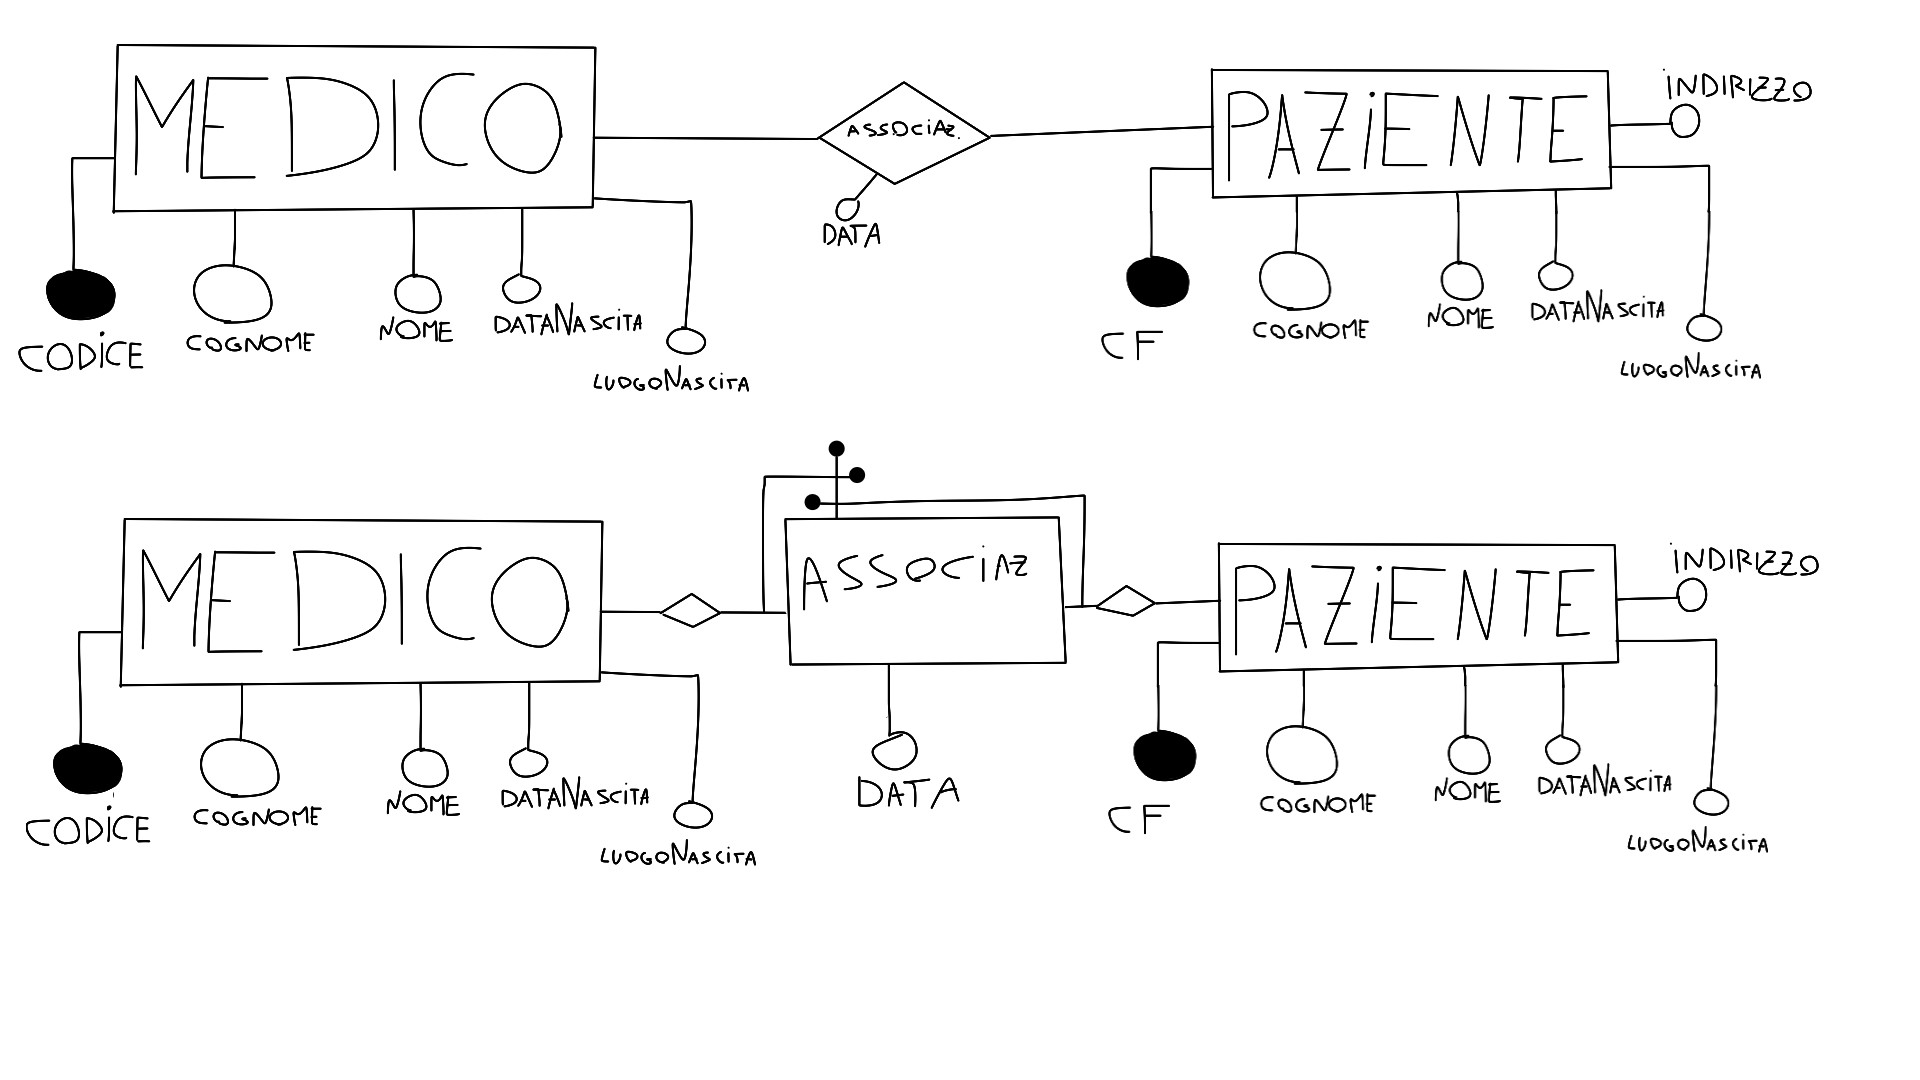 MEDICO
ASSOCIAZ.
PAZIENTE
INDIRIZZO
DATA
CODICE
COGNOME
NOME
DATANASCITA
LUOGONASCITA
CF
COGNOME
NOME
DATANASCITA
LUOGONASCITA
MEDICO
ASSOCIAZ
PAZIENTE
INDIRIZZO
DATA
CODICE
COGNOME
NOME
DATANASCITA
LUOGONASCITA
CF
COGNOME
NOME
DATANASCITA
LUOGONASCITA